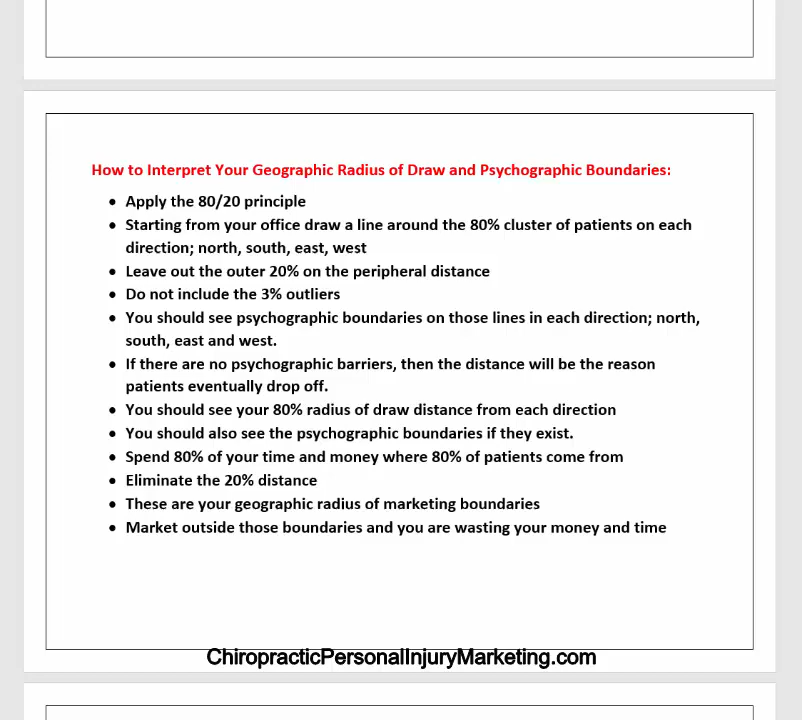 How to Interpret Your Geographic Radius of Draw and Psychographic Boundaries:
• Apply the 80/20 principle
• Starting from your office draw a line around the 80% cluster of patients on each
direction; north, south, east, west
• Leave out the outer 20% on the peripheral distance
• Do not include the 3% outliers
• You should see psychographic boundaries on those lines in each direction; north,
south, east and west.
• If there are no psychographic barriers, then the distance will be the reason
patients eventually drop off.
• You should see your 80% radius of draw distance from each direction
• You should also see the psychographic boundaries if they exist.
• Spend 80% of your time and money where 80% of patients come from
• Eliminate the 20% distance
• These are your geographic radius of marketing boundaries
• Market outside those boundaries and you are wasting your money and time
ChiropracticPersonalInjuryMarketing.com